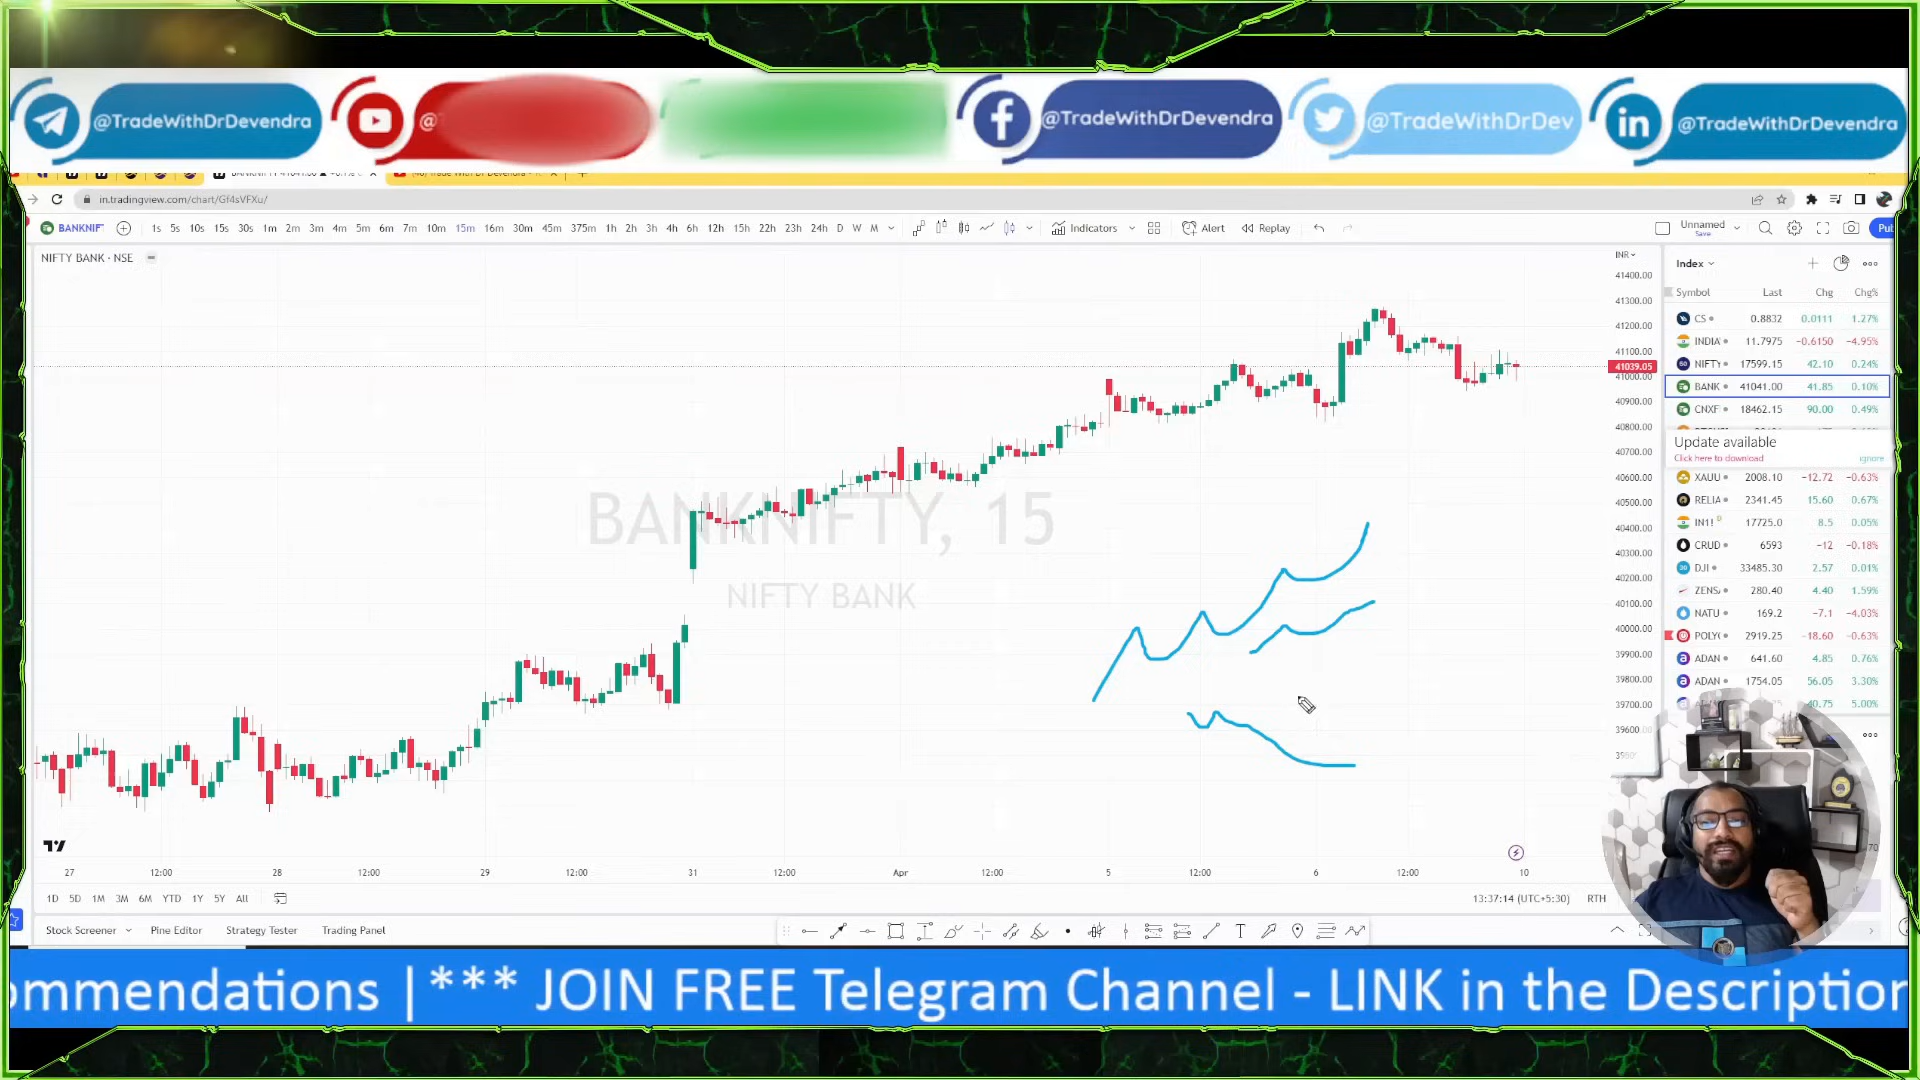 @TradeWithDrDevendra
@
@TradeWithDrDevendra
@TradeWithDrDev
@TradeWithDrDevendra
in.tradingview.com/chart/Gf4sVFXu/
BANKNIF
1s 5s 10s 15s 30s 1m 2m 3m 4m 5m 6m 7m 10m 15m 16m 30m 45m 375m 1h 2h 3h 4h 6h 12h 15h 22h 23h 24h D W M
Indicators
Alert
Replay
Unnamed
Save
Pu
NIFTY BANK · NSE
INR
41400.00
41300.00
41200.00
41100.00
41039.05
41000.00
40900.00
40800.00
40700.00
40600.00
40500.00
40400.00
40300.00
40200.00
40100.00
40000.00
39900.00
39800.00
39700.00
39600.00
BANKNIFTY, 15
NIFTY BANK
Index
Symbol Last Chg Chg%
CS 0.8832 0.0111 1.27%
INDIA 11.7975 -0.6150 -4.95%
NIFTY 17599.15 42.10 0.24%
BANK 41041.00 41.85 0.10%
CNXF 18462.15 90.00 0.49%
Update available
Click here to download ignore
XAUU 2008.10 -12.72 -0.63%
RELIA 2341.45 15.60 0.67%
IN1! D 17725.0 8.5 0.05%
CRUD 6593 -12 -0.18%
DJI 33485.30 2.57 0.01%
ZENS 280.40 4.40 1.59%
NATU 169.2 -7.1 -4.03%
POLY 2919.25 -18.60 -0.63%
ADAN 641.60 4.85 0.76%
ADAN 1754.05 56.05 3.30%
40.75 5.00%
70
27 12:00 28 12:00 29 12:00 31 12:00 Apr 12:00 5 12:00 6 12:00 10
1D 5D 1M 3M 6M YTD 1Y 5Y All
13:37:14 (UTC+5:30) RTH
Stock Screener Pine Editor Strategy Tester Trading Panel
ommendations | *** JOIN FREE Telegram Channel - LINK in the Description